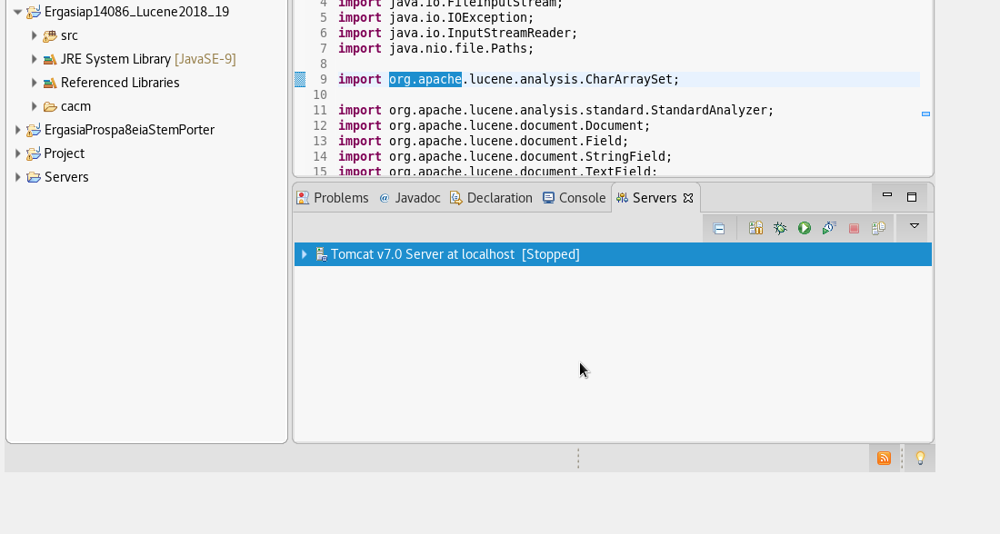 Ergasiap14086_Lucene2018_19
src
JRE System Library [JavaSE-9]
Referenced Libraries
cacm
ErgasiaProspa8eiaStemPorter
Project
Servers
4 import java.io.FileInputStream;
5 import java.io.IOException;
6 import java.io.InputStreamReader;
7 import java.nio.file.Paths;
8
9 import org.apache.lucene.analysis.CharArraySet;
10
11 import org.apache.lucene.analysis.standard.StandardAnalyzer;
12 import org.apache.lucene.document.Document;
13 import org.apache.lucene.document.Field;
14 import org.apache.lucene.document.StringField;
15 import org.apache.lucene.document.TextField;
Problems @ Javadoc Declaration Console Servers
Tomcat v7.0 Server at localhost [Stopped]